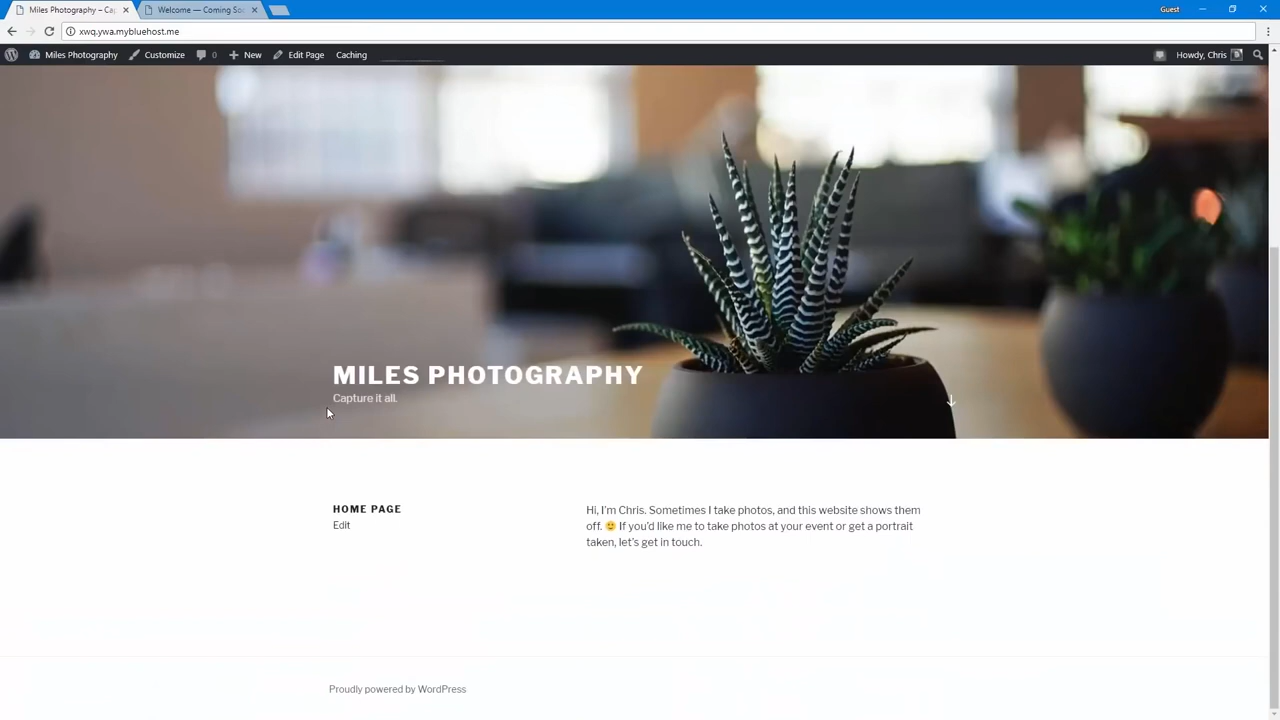 Miles Photography – Ca
Welcome — Coming Soo
Guest
xwq.ywa.mybluehost.me
Miles Photography
Customize
0
New
Edit Page
Caching
Howdy, Chris
MILES PHOTOGRAPHY
Capture it all.
HOME PAGE
Edit
Hi, I'm Chris. Sometimes I take photos, and this website shows them
off. 🙂 If you'd like me to take photos at your event or get a portrait
taken, let's get in touch.
Proudly powered by WordPress